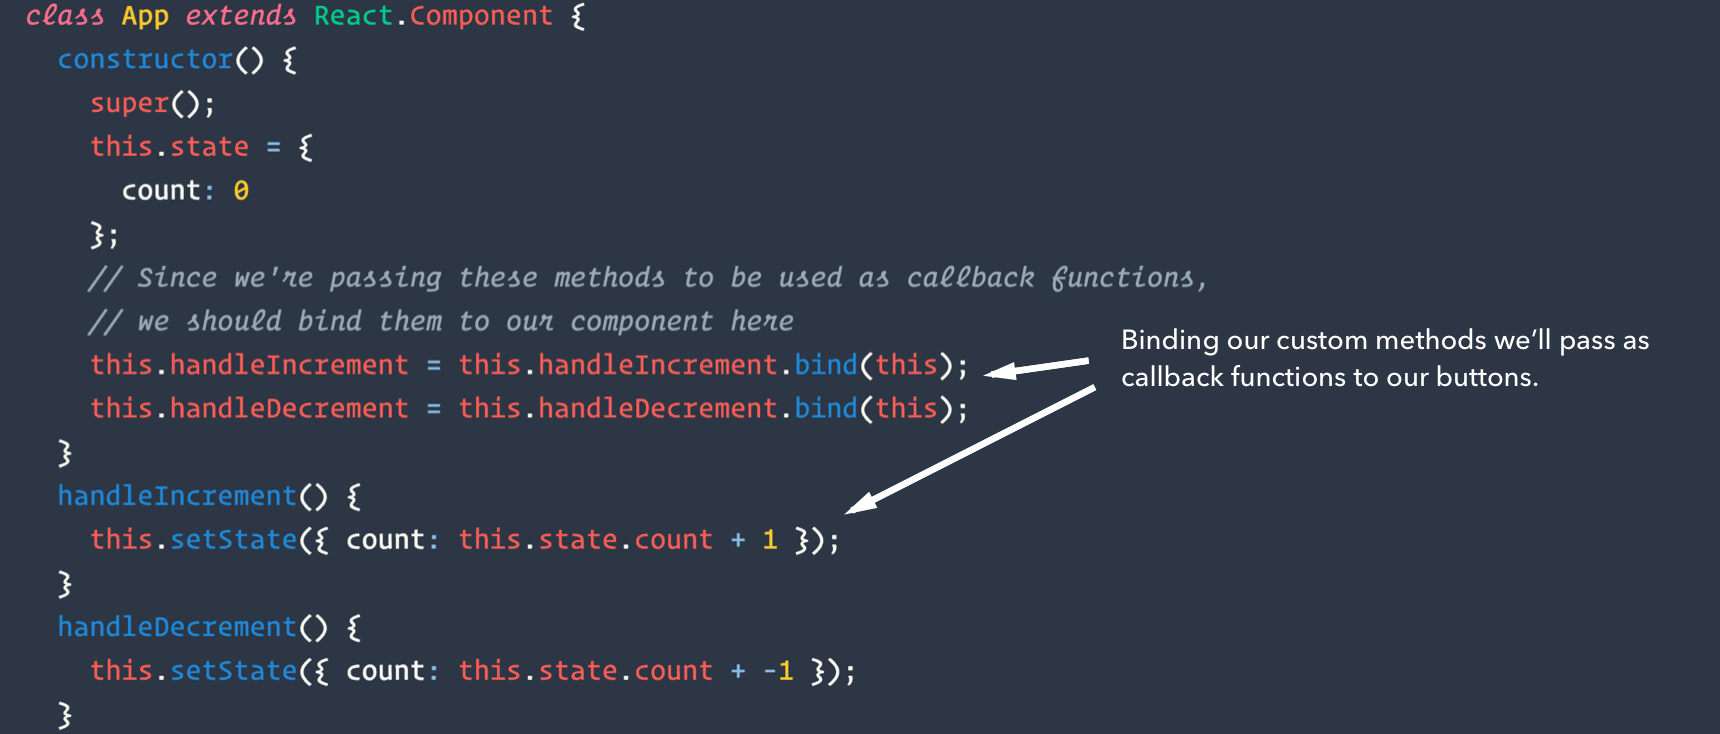 class App extends React.Component {
constructor() {
super();
this.state = {
count: 0
};
// Since we're passing these methods to be used as callback functions,
// we should bind them to our component here
this.handleIncrement = this.handleIncrement.bind(this);
this.handleDecrement = this.handleDecrement.bind(this);
}
handleIncrement() {
this.setState({ count: this.state.count + 1 });
}
handleDecrement() {
this.setState({ count: this.state.count + -1 });
}
Binding our custom methods we’ll pass as
callback functions to our buttons.